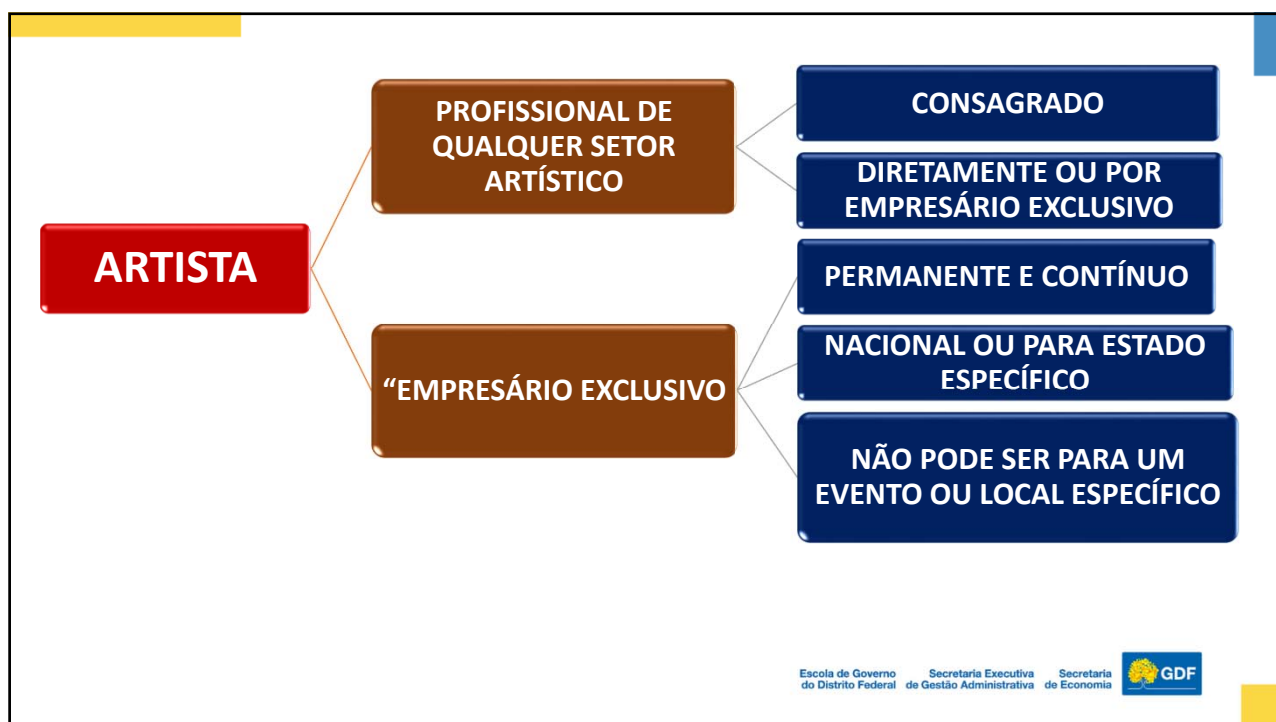 ARTISTA
PROFISSIONAL DE
QUALQUER SETOR
ARTÍSTICO
CONSAGRADO
DIRETAMENTE OU POR
EMPRESÁRIO EXCLUSIVO
“EMPRESÁRIO EXCLUSIVO
PERMANENTE E CONTÍNUO
NACIONAL OU PARA ESTADO
ESPECÍFICO
NÃO PODE SER PARA UM
EVENTO OU LOCAL ESPECÍFICO
Escola de Governo
do Distrito Federal
Secretaria Executiva
de Gestão Administrativa
Secretaria
de Economia
GDF